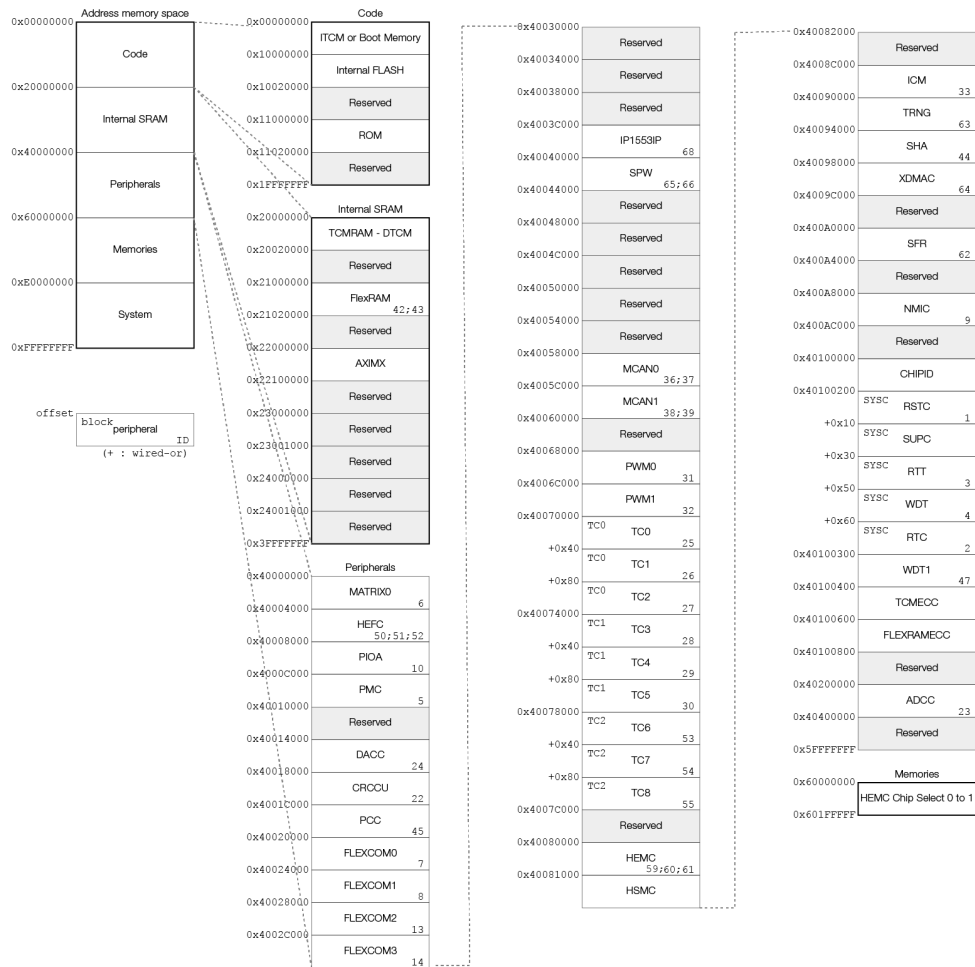 Address memory space
0x00000000
Code
0x20000000
Internal SRAM
0x40000000
Peripherals
0x60000000
Memories
0xE0000000
System
0xFFFFFFFF
offset
block
peripheral
ID
(+ : wired-or)
Code
0x00000000
ITCM or Boot Memory
0x10000000
Internal FLASH
0x10020000
Reserved
0x11000000
ROM
0x11020000
Reserved
0x1FFFFFFF
Internal SRAM
0x20000000
TCMRAM - DTCM
0x20020000
Reserved
0x21000000
FlexRAM
42;43
0x21020000
Reserved
0x22000000
AXIMX
0x22100000
Reserved
0x23000000
Reserved
0x23001000
Reserved
0x24000000
Reserved
0x24001000
Reserved
0x3FFFFFFF
Peripherals
0x40000000
MATRIX0
6
0x40004000
HEFC
50;51;52
0x40008000
PIOA
10
0x4000C000
PMC
5
0x40010000
Reserved
0x40014000
DACC
24
0x40018000
CRCCU
22
0x4001C000
PCC
45
0x40020000
FLEXCOM0
7
0x40024000
FLEXCOM1
8
0x40028000
FLEXCOM2
13
0x4002C000
FLEXCOM3
14
0x40030000
Reserved
0x40034000
Reserved
0x40038000
Reserved
0x4003C000
IP1553IP
68
0x40040000
SPW
65;66
0x40044000
Reserved
0x40048000
Reserved
0x4004C000
Reserved
0x40050000
Reserved
0x40054000
Reserved
0x40058000
MCAN0
36;37
0x4005C000
MCAN1
38;39
0x40060000
Reserved
0x40068000
PWM0
31
0x4006C000
PWM1
32
0x40070000
TC0
TC0
25
+0x40
TC0
TC1
26
+0x80
TC0
TC2
27
0x40074000
TC1
TC3
28
+0x40
TC1
TC4
29
+0x80
TC1
TC5
30
0x40078000
TC2
TC6
53
+0x40
TC2
TC7
54
+0x80
TC2
TC8
55
0x4007C000
Reserved
0x40080000
HEMC
59;60;61
0x40081000
HSMC
0x40082000
Reserved
0x4008C000
ICM
33
0x40090000
TRNG
63
0x40094000
SHA
44
0x40098000
XDMAC
64
0x4009C000
Reserved
0x400A0000
SFR
62
0x400A4000
Reserved
0x400A8000
NMIC
9
0x400AC000
Reserved
0x40100000
CHIPID
0x40100200
SYSC
RSTC
1
+0x10
SYSC
SUPC
+0x30
SYSC
RTT
3
+0x50
SYSC
WDT
4
+0x60
SYSC
RTC
2
0x40100300
WDT1
47
0x40100400
TCMECC
0x40100600
FLEXRAMECC
0x40100800
Reserved
0x40200000
ADCC
23
0x40400000
Reserved
0x5FFFFFFF
Memories
0x60000000
HEMC Chip Select 0 to 1
0x601FFFFF